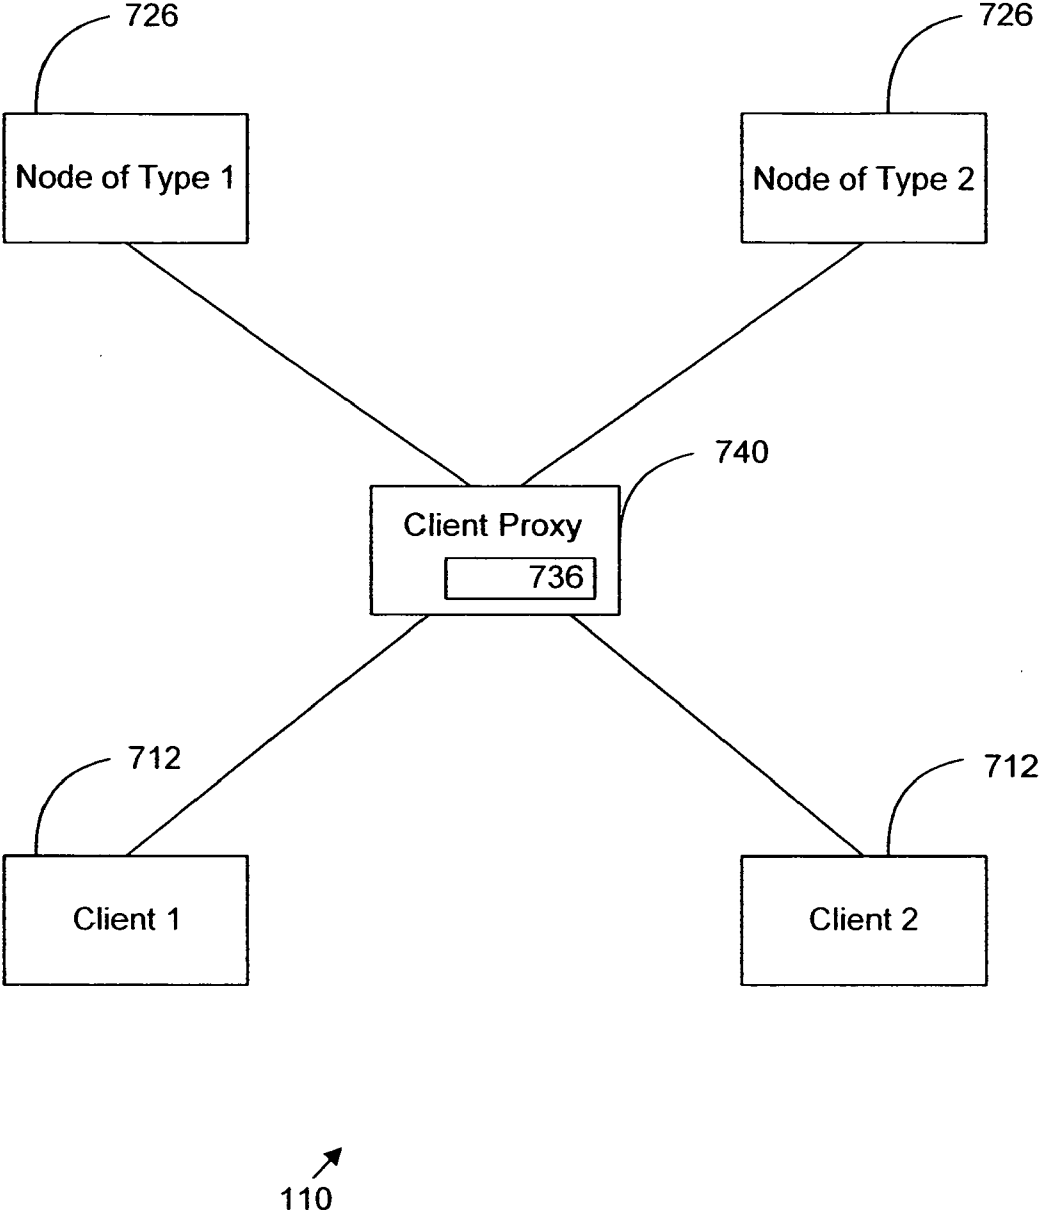 726
726
Node of Type 1
Node of Type 2
740
Client Proxy
736
712
712
Client 1
Client 2
110